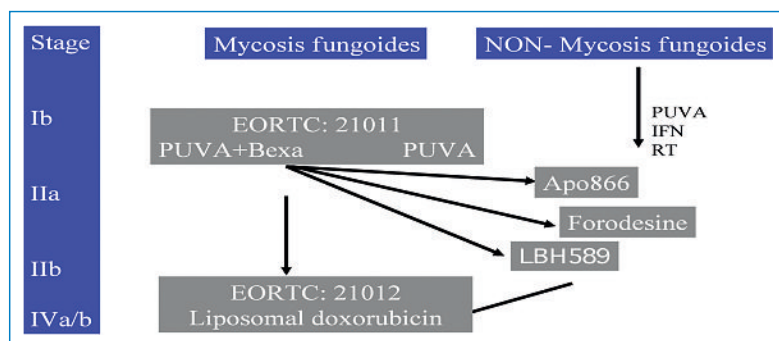 Stage
Mycosis fungoides
NON- Mycosis fungoides
Ib
EORTC: 21011
PUVA+Bexa PUVA
PUVA
IFN
RT
IIa
Apo866
Forodesine
IIb
LBH589
EORTC: 21012
IVa/b
Liposomal doxorubicin